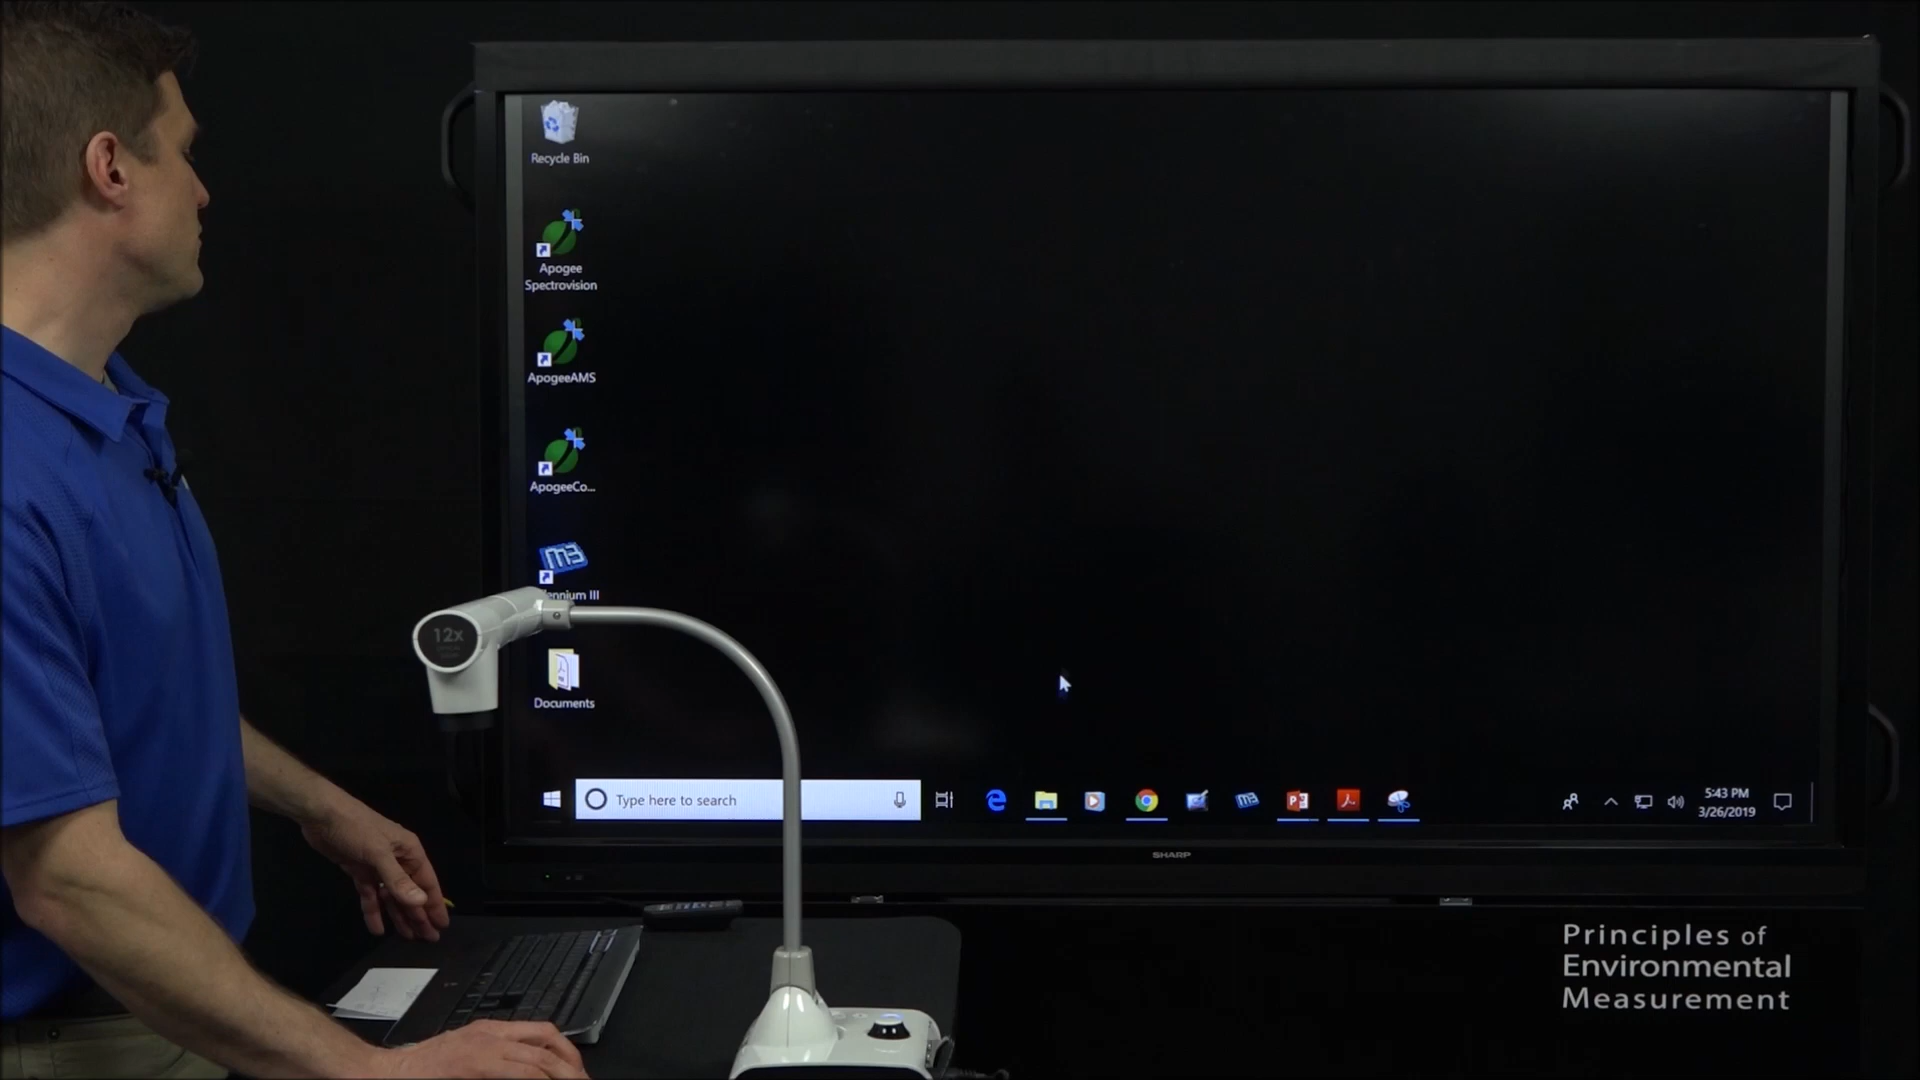 Recycle Bin
Apogee
Spectrovision
ApogeeAMS
ApogeeCo...
ennium III
12x
Documents
Type here to search
5:43 PM
3/26/2019
SHARP
Principles of
Environmental
Measurement